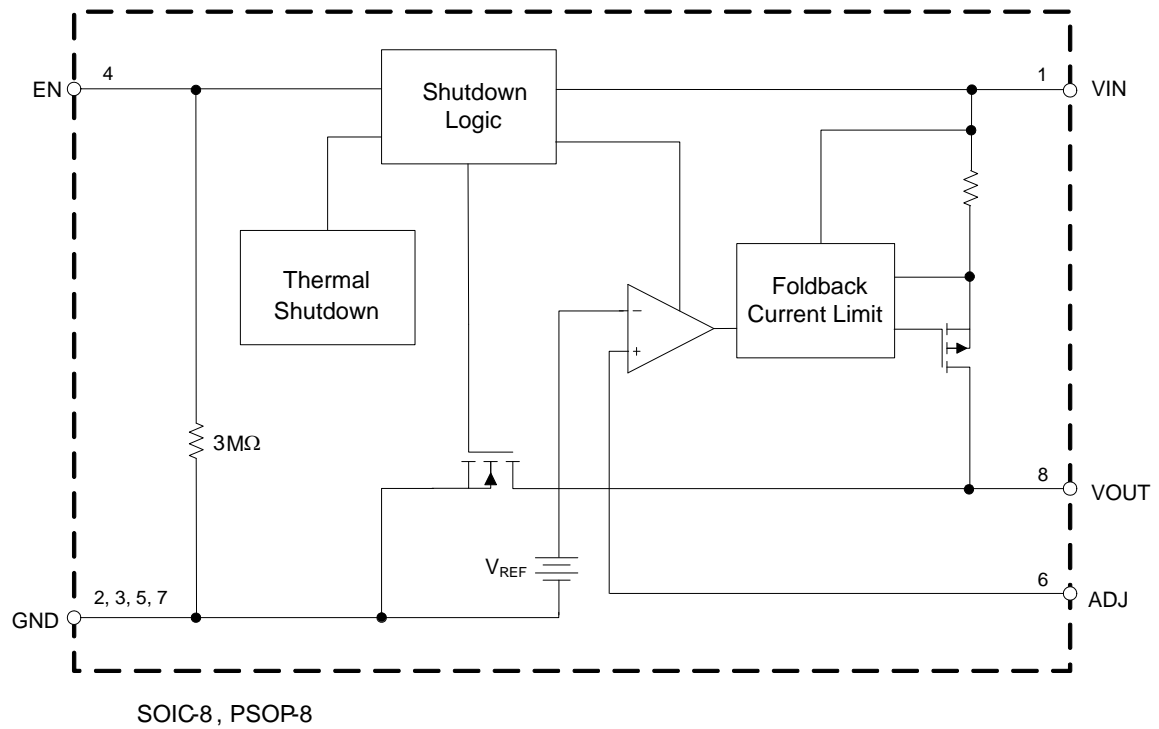 4
EN
Shutdown
Logic
1
VIN
Thermal
Shutdown
Foldback
Current Limit
−
+
3MΩ
8
VOUT
VREF
6
ADJ
2, 3, 5, 7
GND
SOIC-8, PSOP-8